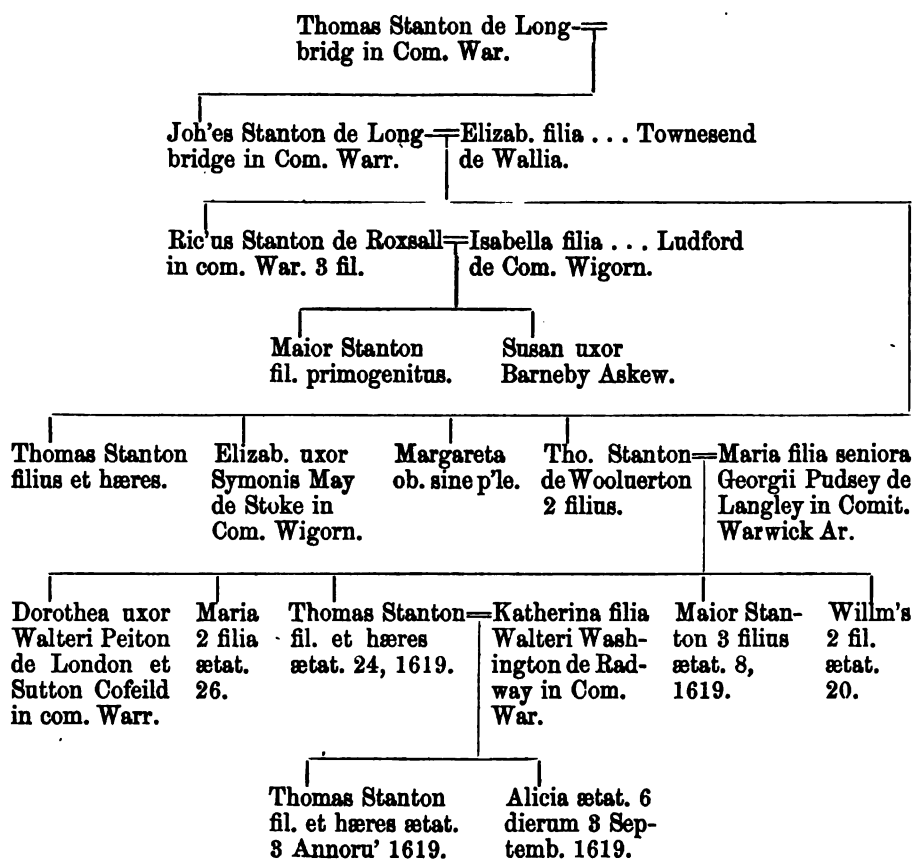 Thomas Stanton de Long-
bridg in Com. War.
Joh'es Stanton de Long-
bridge in Com. Warr.
Elizab. filia . . . Townesend
de Wallia.
Ric'us Stanton de Roxsall
in com. War. 3 fil.
Isabella filia . . . Ludford
de Com. Wigorn.
Maior Stanton
fil. primogenitus.
Susan uxor
Barneby Askew.
Thomas Stanton
filius et hæres.
Elizab. uxor
Symonis May
de Stoke in
Com. Wigorn.
Margareta
ob. sine p'le.
Tho. Stanton
de Wooluerton
2 filius.
Maria filia seniora
Georgii Pudsey de
Langley in Comit.
Warwick Ar.
Dorothea uxor
Walteri Peiton
de London et
Sutton Cofeild
in com. Warr.
Maria
2 filia
ætat.
26.
Thomas Stanton
fil. et hæres
ætat. 24, 1619.
Katherina filia
Walteri Wash-
ington de Rad-
way in Com.
War.
Maior Stan-
ton 3 filius
ætat. 8,
1619.
Willm's
2 fil.
ætat.
20.
Thomas Stanton
fil. et hæres ætat.
3 Annoru' 1619.
Alicia ætat. 6
dierum 3 Sep-
temb. 1619.